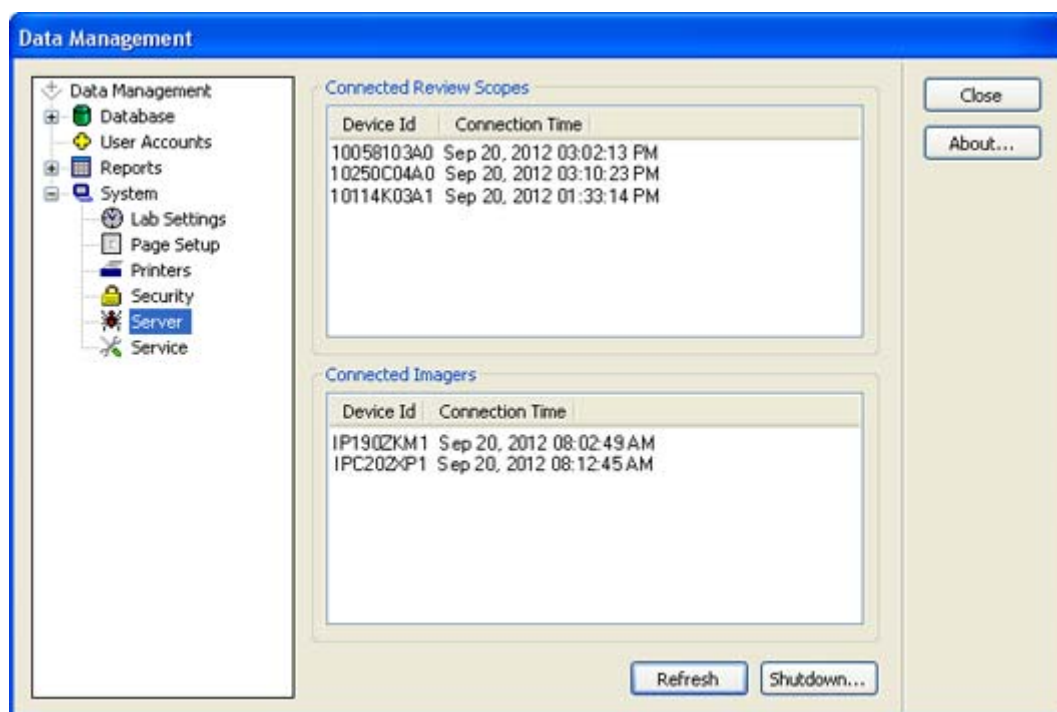 Data Management
Data Management
Database
User Accounts
Reports
System
Lab Settings
Page Setup
Printers
Security
Server
Service
Connected Review Scopes
Device Id Connection Time
10058103A0 Sep 20, 2012 03:02:13 PM
10250C04A0 Sep 20, 2012 03:10:23 PM
10114K03A1 Sep 20, 2012 01:33:14 PM
Connected Imagers
Device Id Connection Time
IP190ZKM1 Sep 20, 2012 08:02:49 AM
IPC20ZXP1 Sep 20, 2012 08:12:45 AM
Refresh
Shutdown...
Close
About...